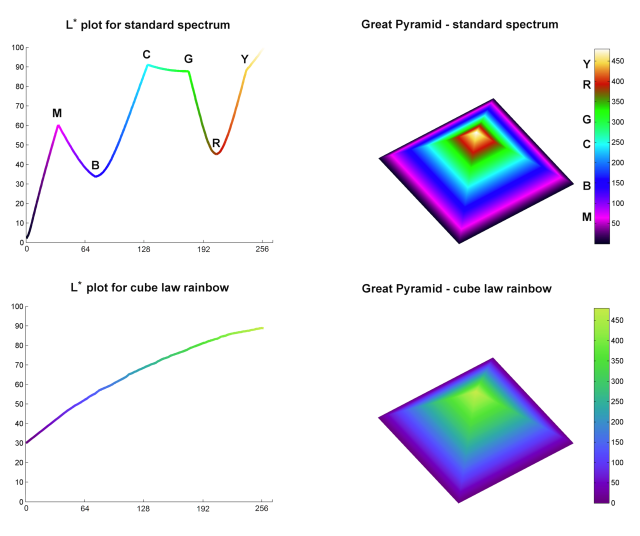 L* plot for standard spectrum
100
90
80
70
60
50
40
30
20
10
0
0 64 128 192 256
M
B
C
G
R
Y
Great Pyramid - standard spectrum
Y
R
G
C
B
M
450
400
350
300
250
200
150
100
50
L* plot for cube law rainbow
100
90
80
70
60
50
40
30
20
10
0
0 64 128 192 256
Great Pyramid - cube law rainbow
450
400
350
300
250
200
150
100
50
0